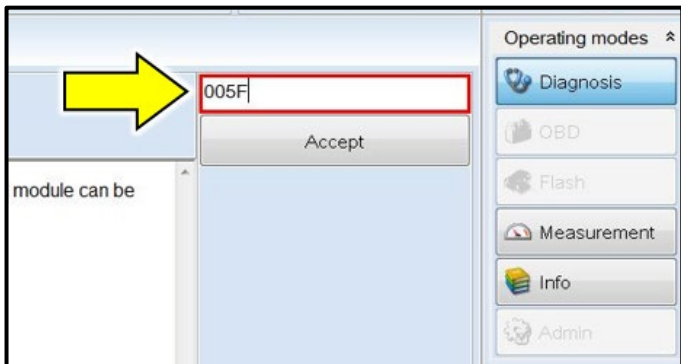 Operating modes
005F
Accept
module can be
Diagnosis
OBD
Flash
Measurement
Info
Admin